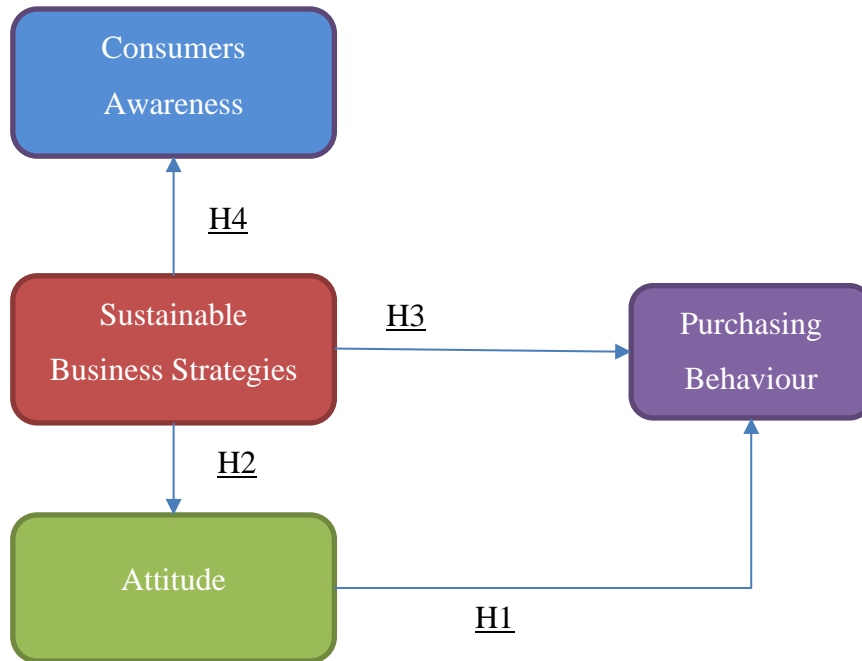 Consumers
Awareness
H4
Sustainable
Business Strategies
H3
Purchasing
Behaviour
H2
Attitude
H1